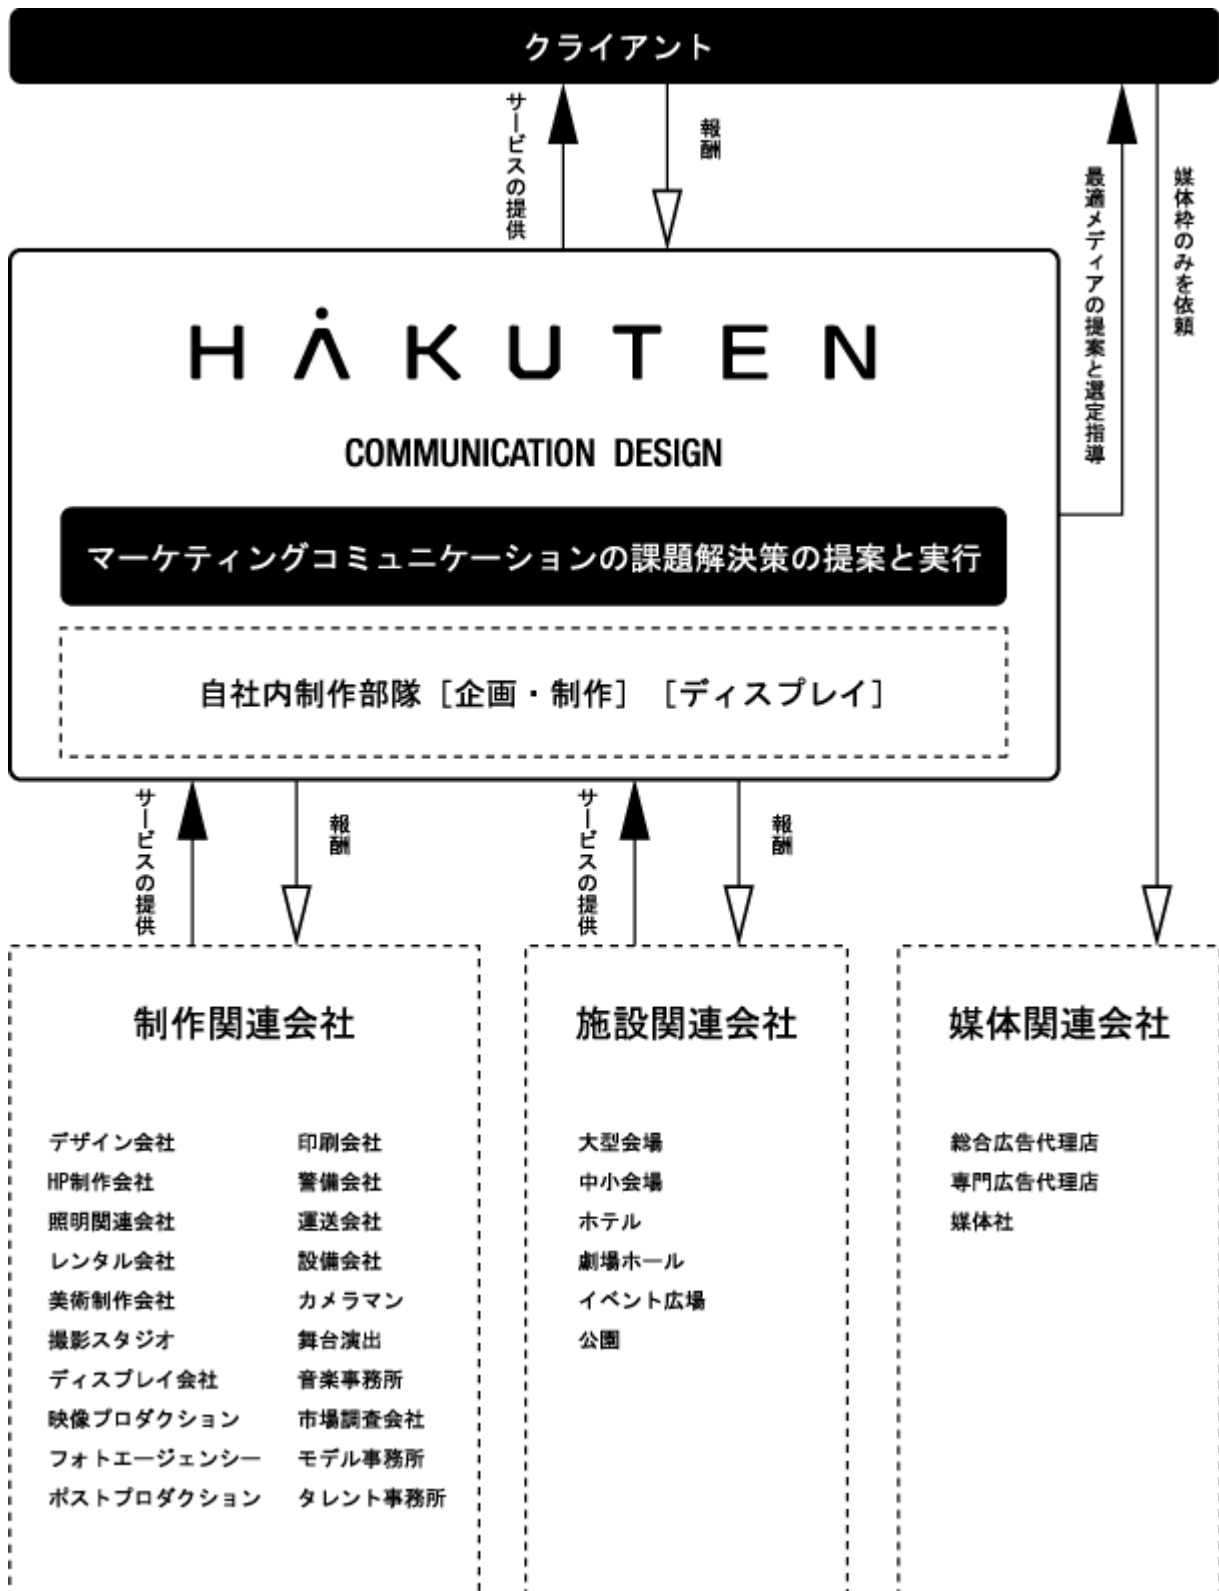 クライアント
サービスの提供
報酬
最適メディアの提案と選定指導
媒体枠のみを依頼
HAKUTEN
COMMUNICATION DESIGN
マーケティングコミュニケーションの課題解決策の提案と実行
自社内制作部隊［企画・制作］［ディスプレイ］
サービスの提供
報酬
サービスの提供
報酬
制作関連会社
デザイン会社
HP制作会社
照明関連会社
レンタル会社
美術制作会社
撮影スタジオ
ディスプレイ会社
映像プロダクション
フォトエージェンシー
ポストプロダクション
印刷会社
警備会社
運送会社
設備会社
カメラマン
舞台演出
音楽事務所
市場調査会社
モデル事務所
タレント事務所
施設関連会社
大型会場
中小会場
ホテル
劇場ホール
イベント広場
公園
媒体関連会社
総合広告代理店
専門広告代理店
媒体社